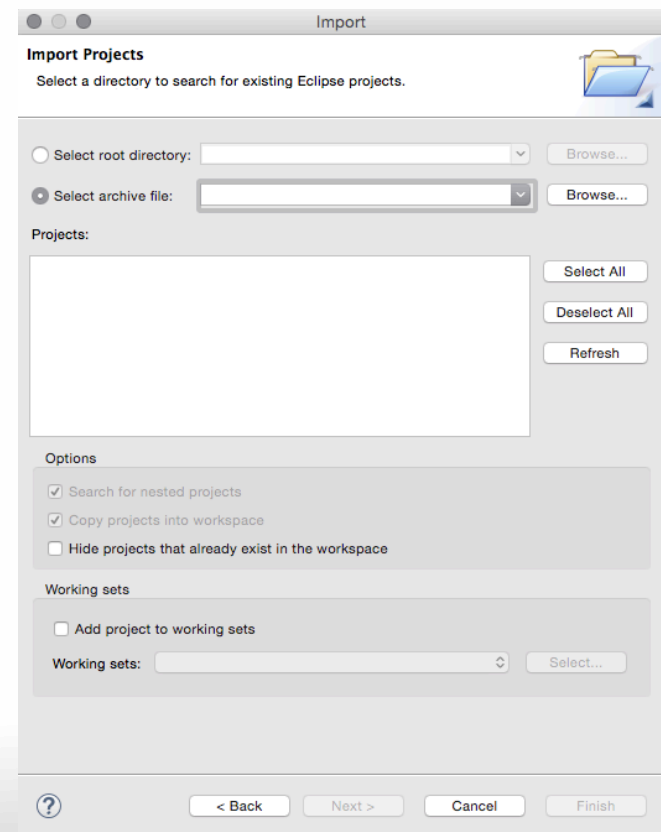 Import
Import Projects
Select a directory to search for existing Eclipse projects.
Select root directory: Browse...
Select archive file: Browse...
Projects:
Select All
Deselect All
Refresh
Options
Search for nested projects
Copy projects into workspace
Hide projects that already exist in the workspace
Working sets
Add project to working sets
Working sets: Select...
? < Back Next > Cancel Finish